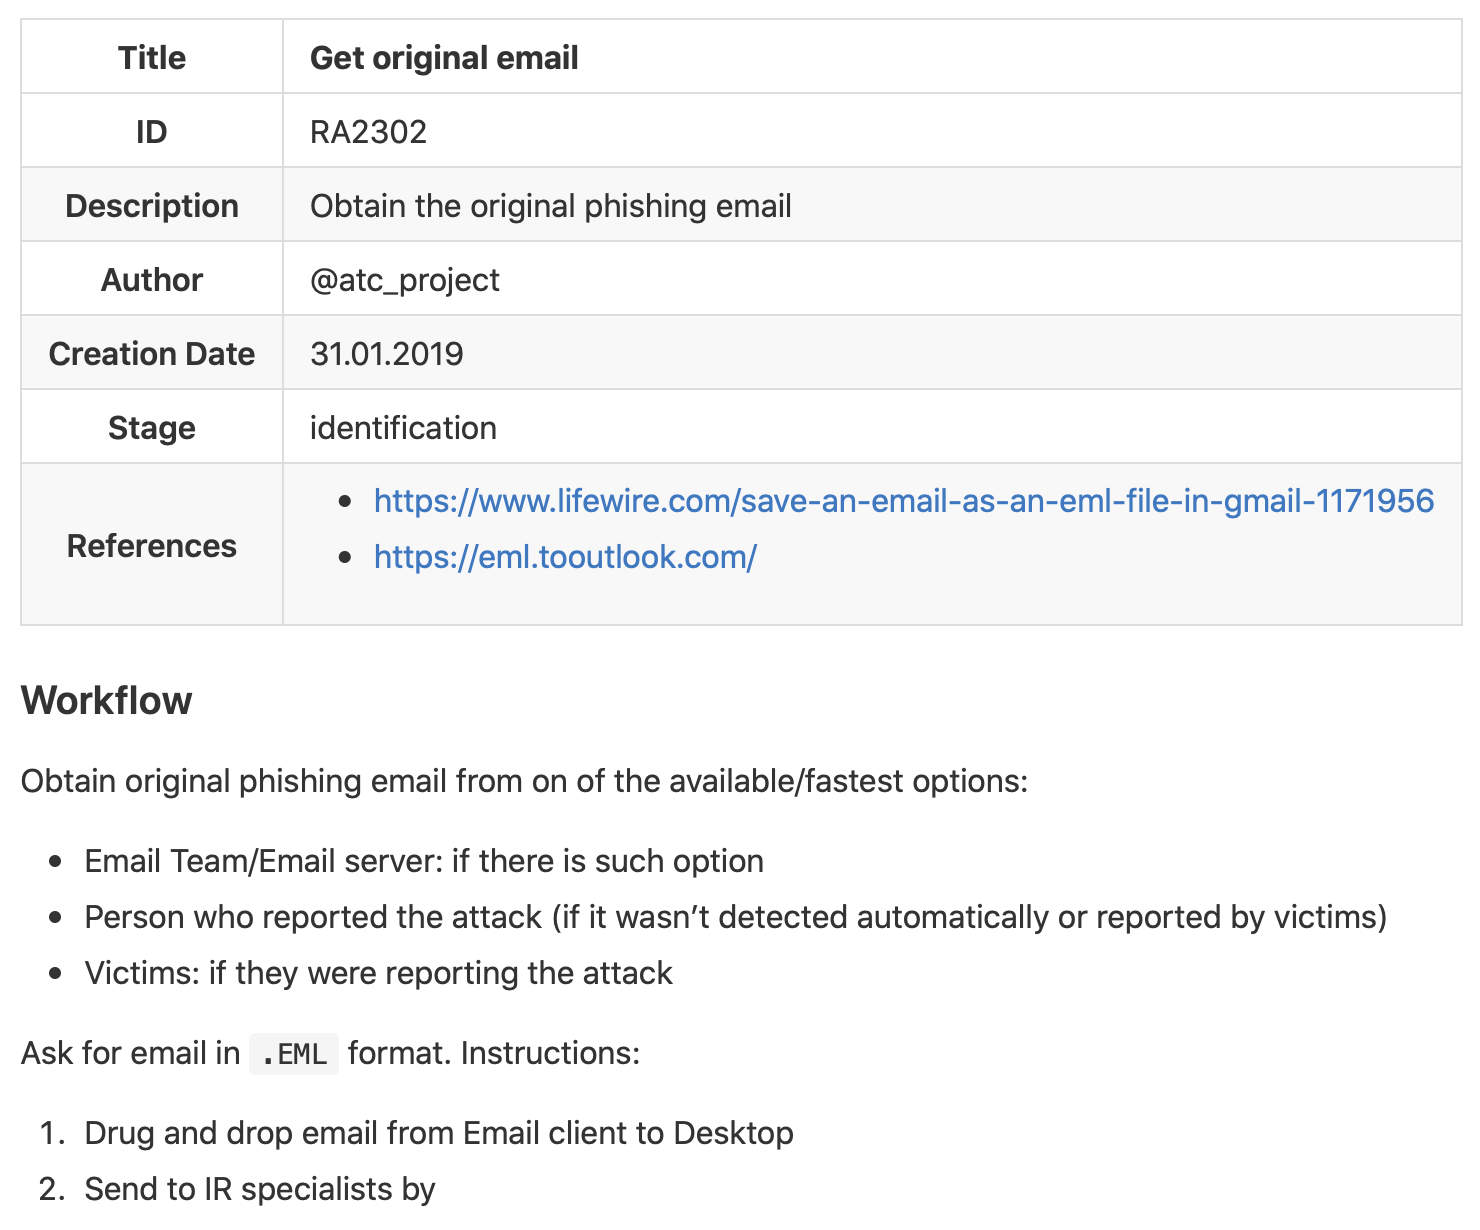 Title Get original email
ID RA2302
Description Obtain the original phishing email
Author @atc_project
Creation Date 31.01.2019
Stage identification
References
• https://www.lifewire.com/save-an-email-as-an-eml-file-in-gmail-1171956
• https://eml.tooutlook.com/
Workflow
Obtain original phishing email from on of the available/fastest options:
• Email Team/Email server: if there is such option
• Person who reported the attack (if it wasn’t detected automatically or reported by victims)
• Victims: if they were reporting the attack
Ask for email in .EML format. Instructions:
1. Drug and drop email from Email client to Desktop
2. Send to IR specialists by